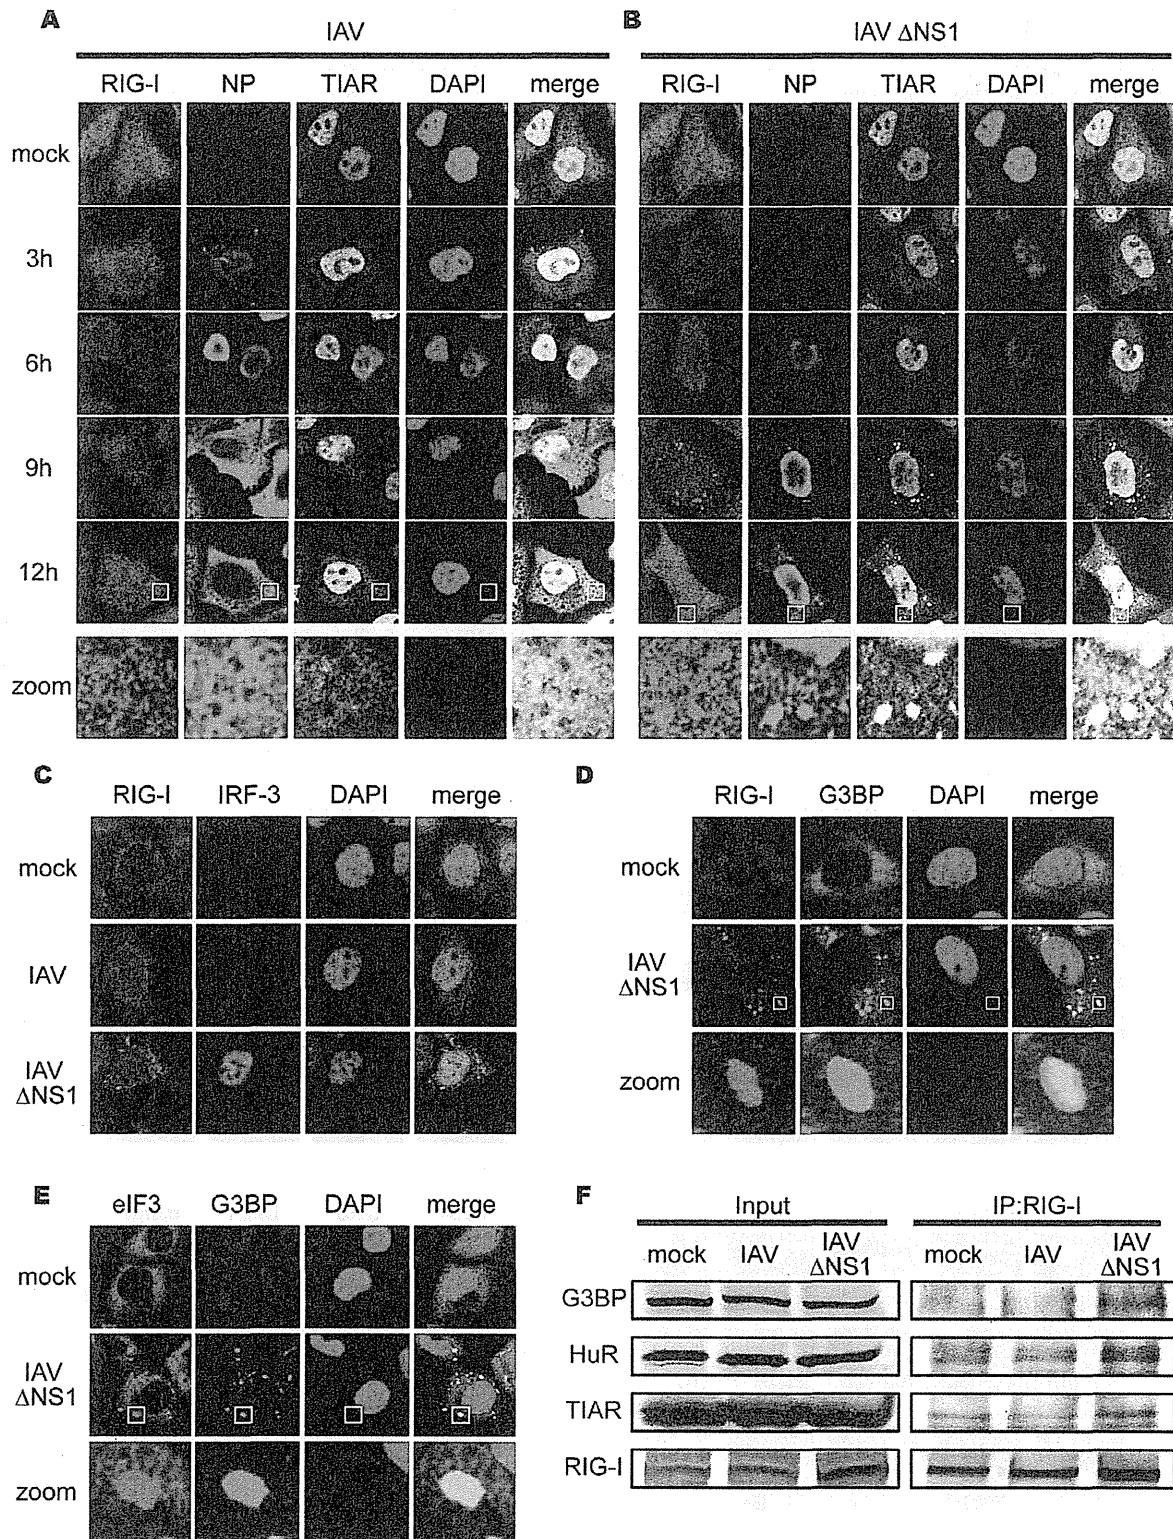 A
IAV
RIG-I NP TIAR DAPI merge
mock
3h
6h
9h
12h
zoom
B
IAV ΔNS1
RIG-I NP TIAR DAPI merge
C
RIG-I IRF-3 DAPI merge
mock
IAV
IAV
ΔNS1
D
RIG-I G3BP DAPI merge
mock
IAV
ΔNS1
zoom
E
eIF3 G3BP DAPI merge
mock
IAV
ΔNS1
zoom
F
Input IP:RIG-I
mock IAV IAV
ΔNS1 mock IAV IAV
ΔNS1
G3BP
HuR
TIAR
RIG-I